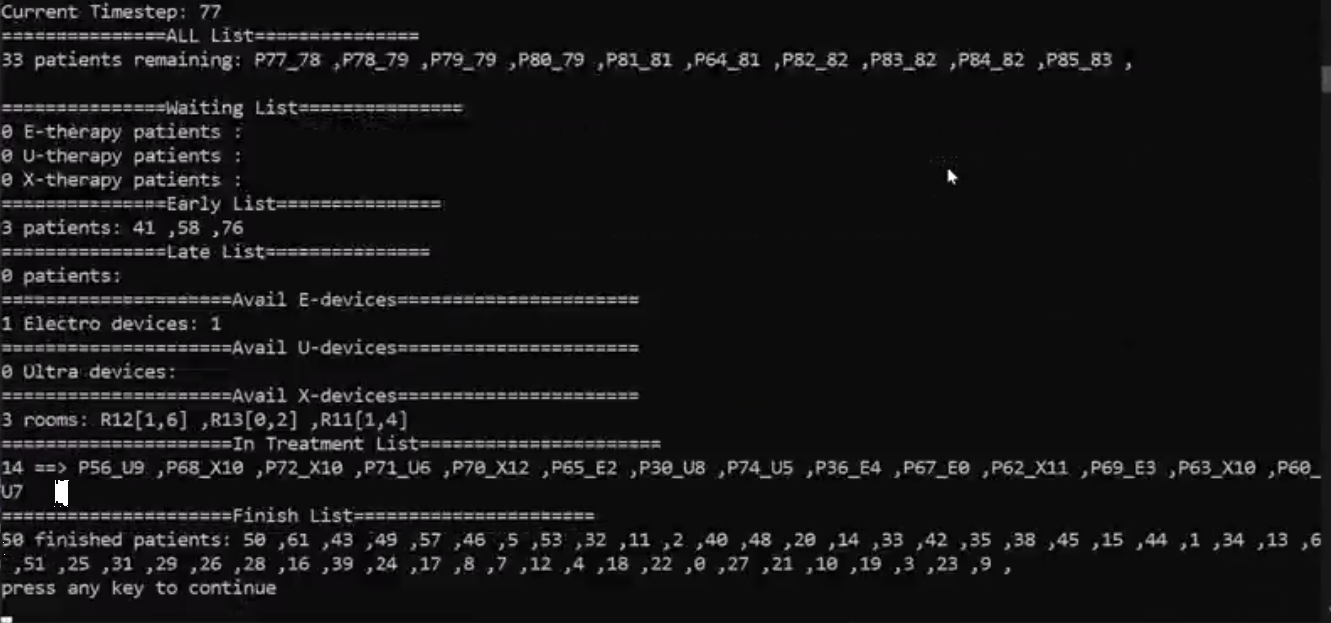 Current Timestep: 77
===============ALL List===============
33 patients remaining: P77_78 ,P78_79 ,P79_79 ,P80_79 ,P81_81 ,P64_81 ,P82_82 ,P83_82 ,P84_82 ,P85_83 ,
===============Waiting List===============
0 E-therapy patients :
0 U-therapy patients :
0 X-therapy patients :
===============Early List===============
3 patients: 41 ,58 ,76
===============Late List===============
0 patients:
=====================Avail E-devices======================
1 Electro devices: 1
=====================Avail U-devices======================
0 Ultra devices:
=====================Avail X-devices======================
3 rooms: R12[1,6] ,R13[0,2] ,R11[1,4]
=====================In Treatment List======================
14 ==> P56_U9 ,P68_X10 ,P72_X10 ,P71_U6 ,P70_X12 ,P65_E2 ,P30_U8 ,P74_U5 ,P36_E4 ,P67_E0 ,P62_X11 ,P69_E3 ,P63_X10 ,P60_
U7
=====================Finish List======================
50 finished patients: 50 ,61 ,43 ,49 ,57 ,46 ,5 ,53 ,32 ,11 ,2 ,40 ,48 ,20 ,14 ,33 ,42 ,35 ,38 ,45 ,15 ,44 ,1 ,34 ,13 ,6
,51 ,25 ,31 ,29 ,26 ,28 ,16 ,39 ,24 ,17 ,8 ,7 ,12 ,4 ,18 ,22 ,0 ,27 ,21 ,10 ,19 ,3 ,23 ,9 ,
press any key to continue